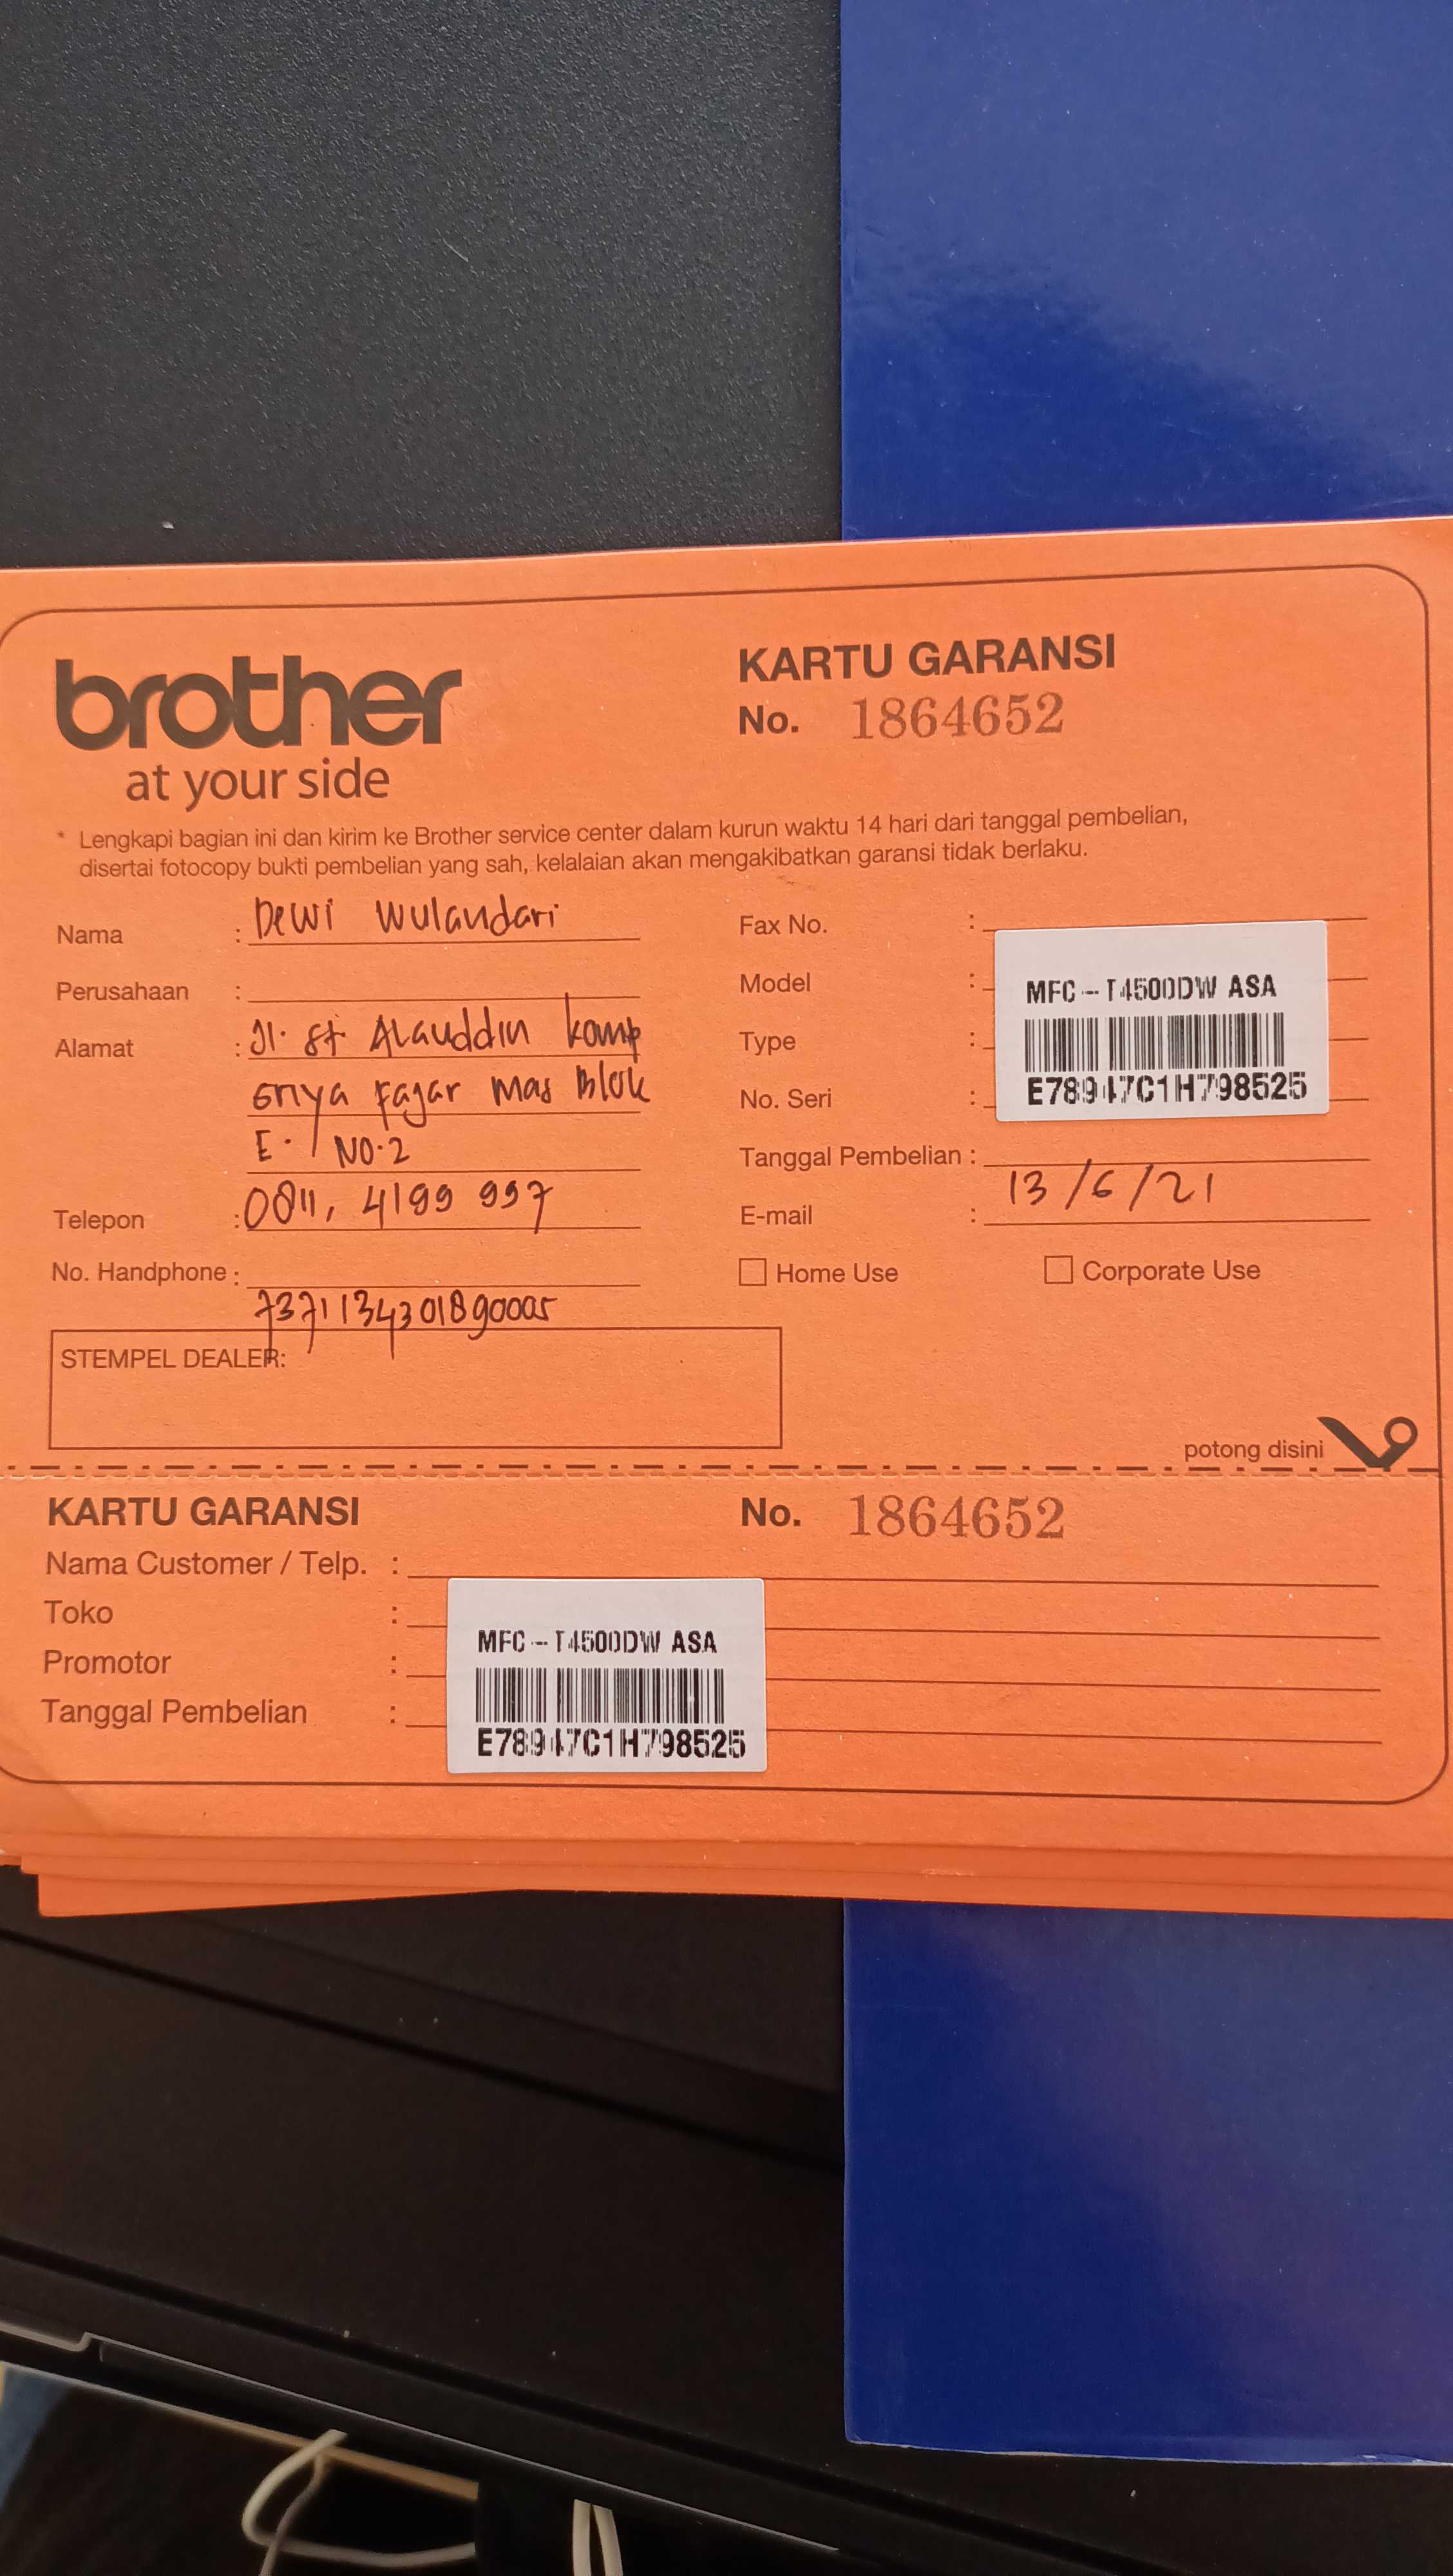 brother
at your side
KARTU GARANSI
No. 1864652
* Lengkapi bagian ini dan kirim ke Brother service center dalam kurun waktu 14 hari dari tanggal pembelian,
disertai fotocopy bukti pembelian yang sah, kelalaian akan mengakibatkan garansi tidak berlaku.
Nama : Dewi Wulandari
Perusahaan :
Alamat : Jl. St Alauddin komp
Griya Fajar Mas Blok
E. / NO.2
Telepon : 0811, 4199 997
No. Handphone :
7371134301890005
STEMPEL DEALER:
Fax No. :
Model :
Type :
No. Seri :
MFC-T4500DW ASA
E78947C1H798525
Tanggal Pembelian :
13/6/21
E-mail :
Home Use Corporate Use
potong disini
KARTU GARANSI No. 1864652
Nama Customer / Telp. :
Toko :
Promotor :
Tanggal Pembelian :
MFC-T4500DW ASA
E78947C1H798525